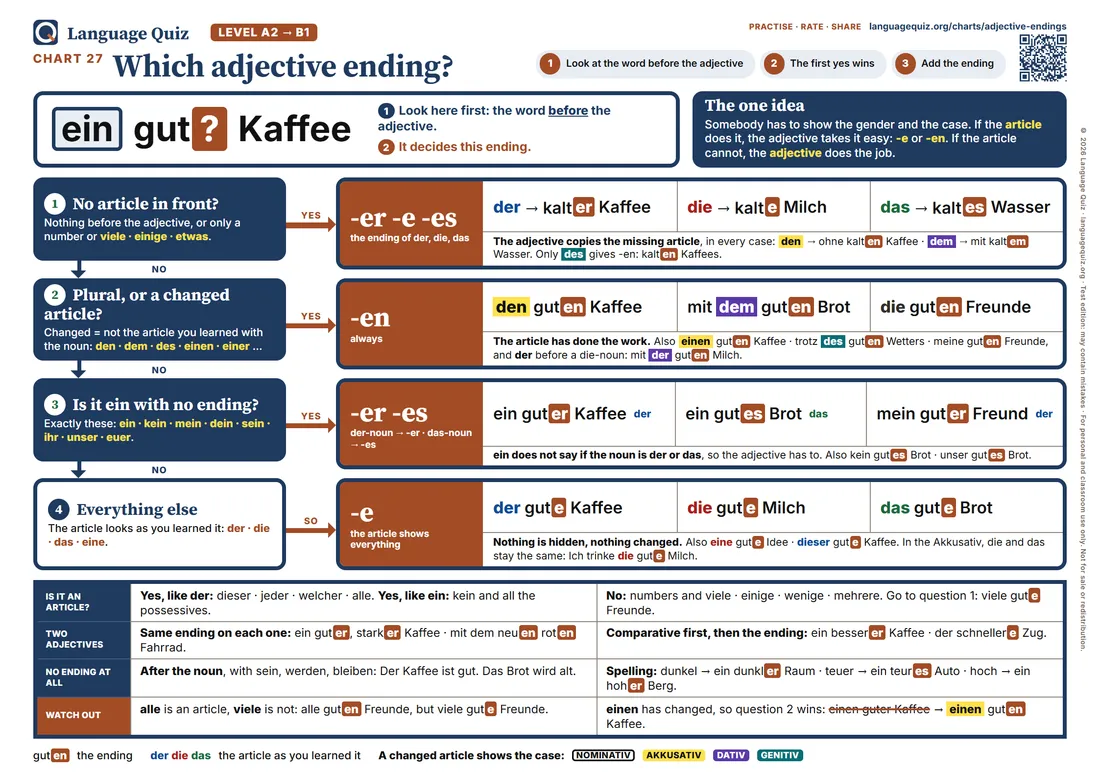 Language Quiz
LEVEL A2 → B1
PRACTISE · RATE · SHARE languagequiz.org/charts/adjective-endings
CHART 27 Which adjective ending?
1 Look at the word before the adjective
2 The first yes wins
3 Add the ending
ein gut? Kaffee
1 Look here first: the word before the
adjective.
2 It decides this ending.
The one idea
Somebody has to show the gender and the case. If the article
does it, the adjective takes it easy: -e or -en. If the article
cannot, the adjective does the job.
1 No article in front?
Nothing before the adjective, or only a
number or viele · einige · etwas.
YES
NO
-er -e -es
the ending of der, die, das
der → kalter Kaffee
die → kalte Milch
das → kaltes Wasser
The adjective copies the missing article, in every case: den → ohne kalten Kaffee · dem → mit kaltem
Wasser. Only des gives -en: kalten Kaffees.
2 Plural, or a changed
article?
Changed = not the article you learned with
the noun: den · dem · des · einen · einer ...
YES
NO
-en
always
den guten Kaffee
mit dem guten Brot
die guten Freunde
The article has done the work. Also einen guten Kaffee · trotz des guten Wetters · meine guten Freunde,
and der before a die-noun: mit der guten Milch.
3 Is it ein with no ending?
Exactly these: ein · kein · mein · dein · sein ·
ihr · unser · euer.
YES
NO
-er -es
der-noun → -er · das-noun
→ -es
ein guter Kaffee der
ein gutes Brot das
mein guter Freund der
ein does not say if the noun is der or das, so the adjective has to. Also kein gutes Brot · unser gutes Brot.
4 Everything else
The article looks as you learned it: der · die
· das · eine.
SO
-e
the article shows
everything
der gute Kaffee
die gute Milch
das gute Brot
Nothing is hidden, nothing changed. Also eine gute Idee · dieser gute Kaffee. In the Akkusativ, die and das
stay the same: Ich trinke die gute Milch.
IS IT AN
ARTICLE?
Yes, like der: dieser · jeder · welcher · alle. Yes, like ein: kein and all the
possessives.
No: numbers and viele · einige · wenige · mehrere. Go to question 1: viele gute
Freunde.
TWO
ADJECTIVES
Same ending on each one: ein guter, starker Kaffee · mit dem neuen roten
Fahrrad.
Comparative first, then the ending: ein besserer Kaffee · der schnellere Zug.
NO ENDING AT
ALL
After the noun, with sein, werden, bleiben: Der Kaffee ist gut. Das Brot wird alt.
Spelling: dunkel → ein dunkler Raum · teuer → ein teures Auto · hoch → ein
hoher Berg.
WATCH OUT
alle is an article, viele is not: alle guten Freunde, but viele gute Freunde.
einen has changed, so question 2 wins: einen guter Kaffee → einen guten
Kaffee.
guten the ending
der die das the article as you learned it
A changed article shows the case: NOMINATIV AKKUSATIV DATIV GENITIV
© 2026 Language Quiz · languagequiz.org · Test edition: may contain mistakes · For personal and classroom use only. Not for sale or redistribution.